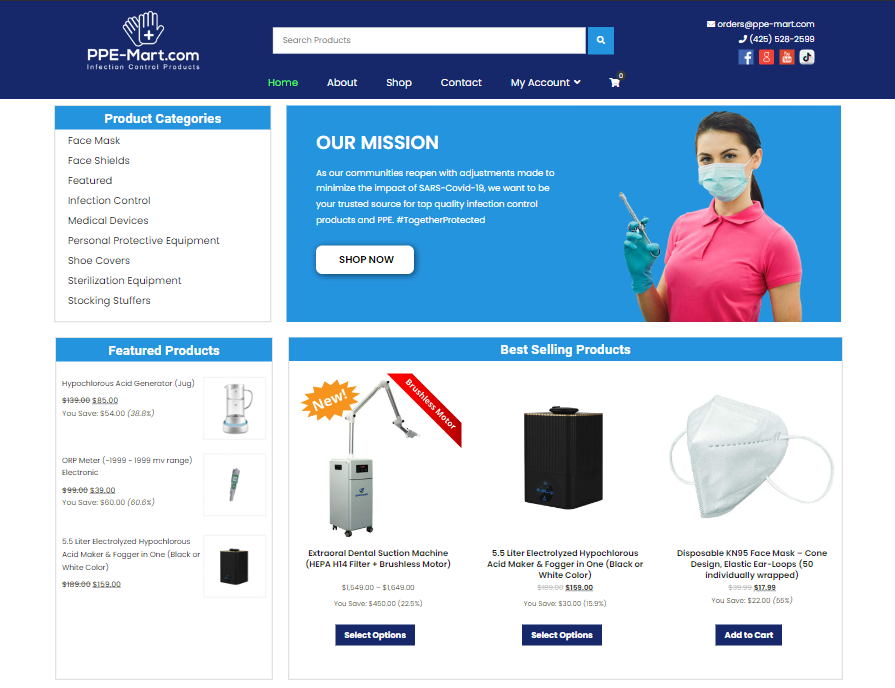 PPE-Mart.com
Infection Control Products
Search Products
orders@ppe-mart.com
(425) 528-2599
Home About Shop Contact My Account 0
Product Categories
Face Mask
Face Shields
Featured
Infection Control
Medical Devices
Personal Protective Equipment
Shoe Covers
Sterilization Equipment
Stocking Stuffers
OUR MISSION
As our communities reopen with adjustments made to
minimize the impact of SARS-Covid-19, we want to be
your trusted source for top quality infection control
products and PPE. #TogetherProtected
SHOP NOW
Featured Products
Hypochlorous Acid Generator (Jug)
$139.00 $85.00
You Save: $54.00 (38.8%)
ORP Meter (-1999 - 1999 mv range)
Electronic
$99.00 $39.00
You Save: $60.00 (60.6%)
5.5 Liter Electrolyzed Hypochlorous
Acid Maker & Fogger in One (Black or
White Color)
$189.00 $159.00
Best Selling Products
New!
Brushless Motor
Extraoral Dental Suction Machine
(HEPA H14 Filter + Brushless Motor)
$1,549.00 – $1,649.00
You Save: $450.00 (22.5%)
Select Options
5.5 Liter Electrolyzed Hypochlorous
Acid Maker & Fogger in One (Black or
White Color)
$189.00 $159.00
You Save: $30.00 (15.9%)
Select Options
Disposable KN95 Face Mask – Cone
Design, Elastic Ear-Loops (50
individually wrapped)
$39.99 $17.99
You Save: $22.00 (55%)
Add to Cart